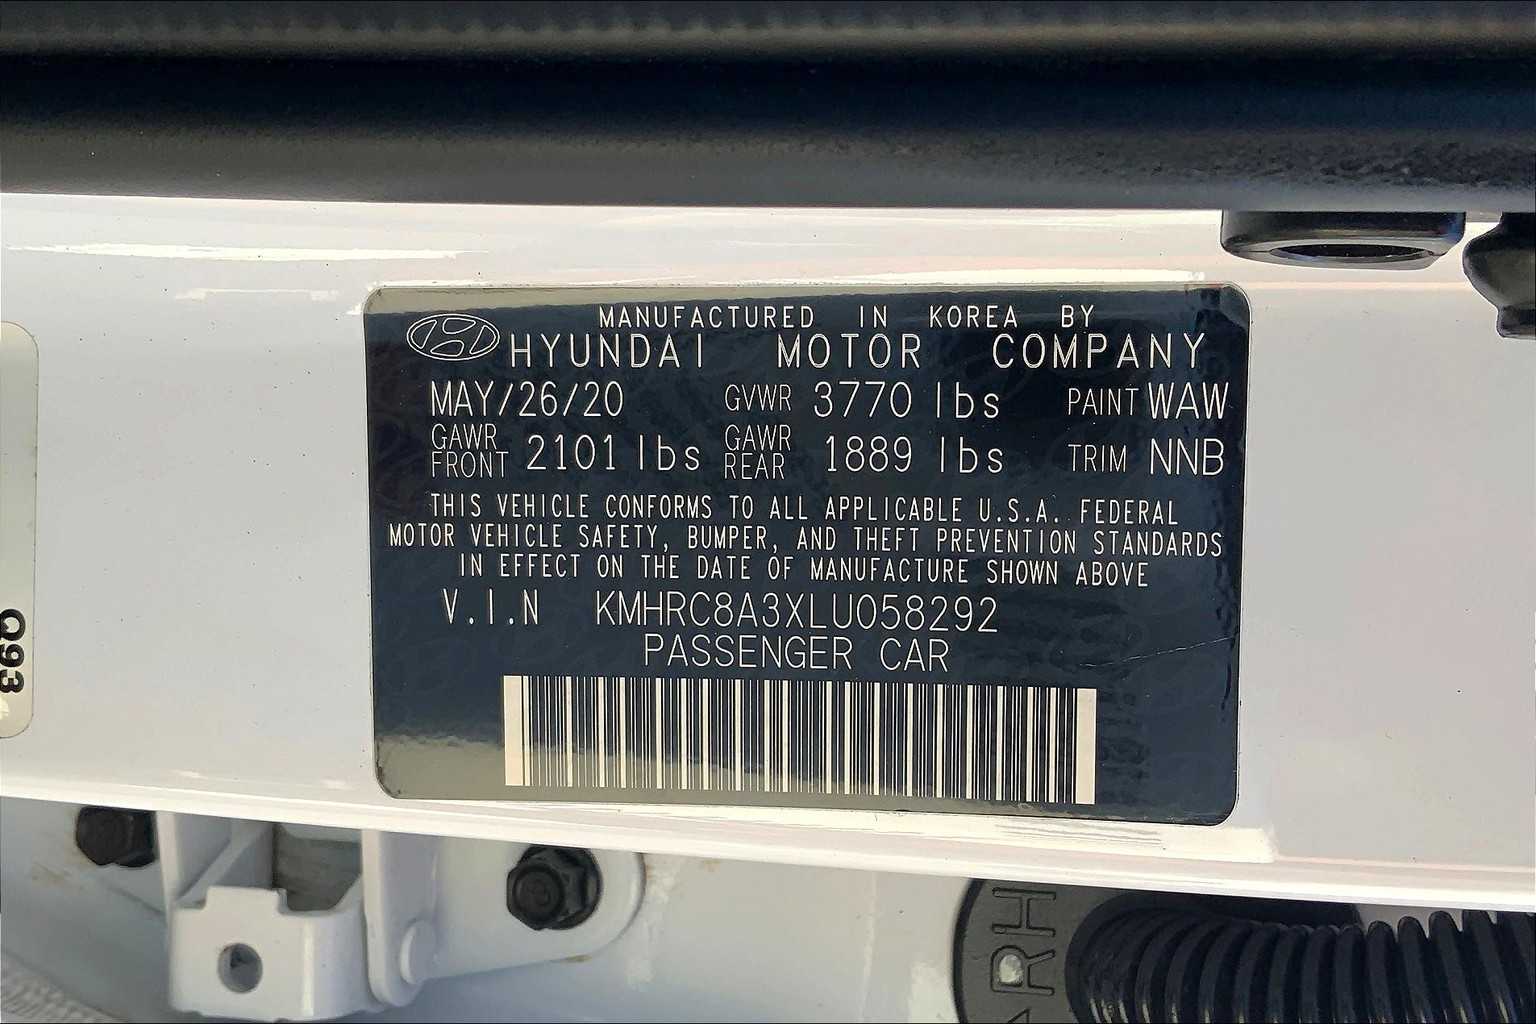 MANUFACTURED IN KOREA BY
HYUNDAI MOTOR COMPANY
MAY/26/20 GVWR 3770 lbs PAINT WAW
GAWR FRONT 2101 lbs GAWR REAR 1889 lbs TRIM NNB
THIS VEHICLE CONFORMS TO ALL APPLICABLE U.S.A. FEDERAL
MOTOR VEHICLE SAFETY, BUMPER, AND THEFT PREVENTION STANDARDS
IN EFFECT ON THE DATE OF MANUFACTURE SHOWN ABOVE
V.I.N KMHRC8A3XLU058292
PASSENGER CAR
Q93
RH